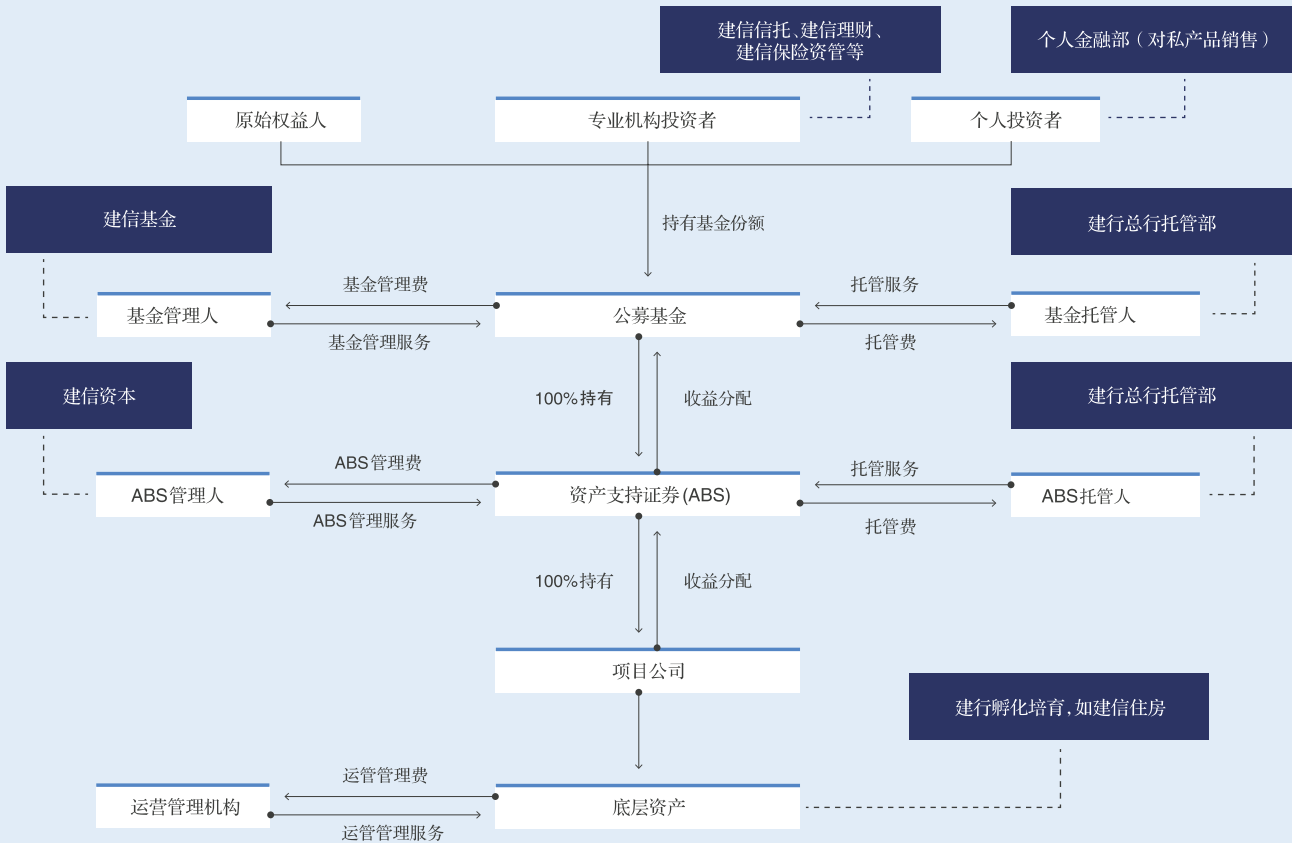 建信信托、建信理财、
建信保险资管等
个人金融部（对私产品销售）
原始权益人
专业机构投资者
个人投资者
建信基金
持有基金份额
建行总行托管部
基金管理费
托管服务
基金管理人
公募基金
基金托管人
基金管理服务
托管费
建信资本
100%持有
收益分配
建行总行托管部
ABS管理费
托管服务
ABS管理人
资产支持证券(ABS)
ABS托管人
ABS管理服务
托管费
100%持有
收益分配
项目公司
建行孵化培育,如建信住房
运管管理费
运营管理机构
底层资产
运管管理服务